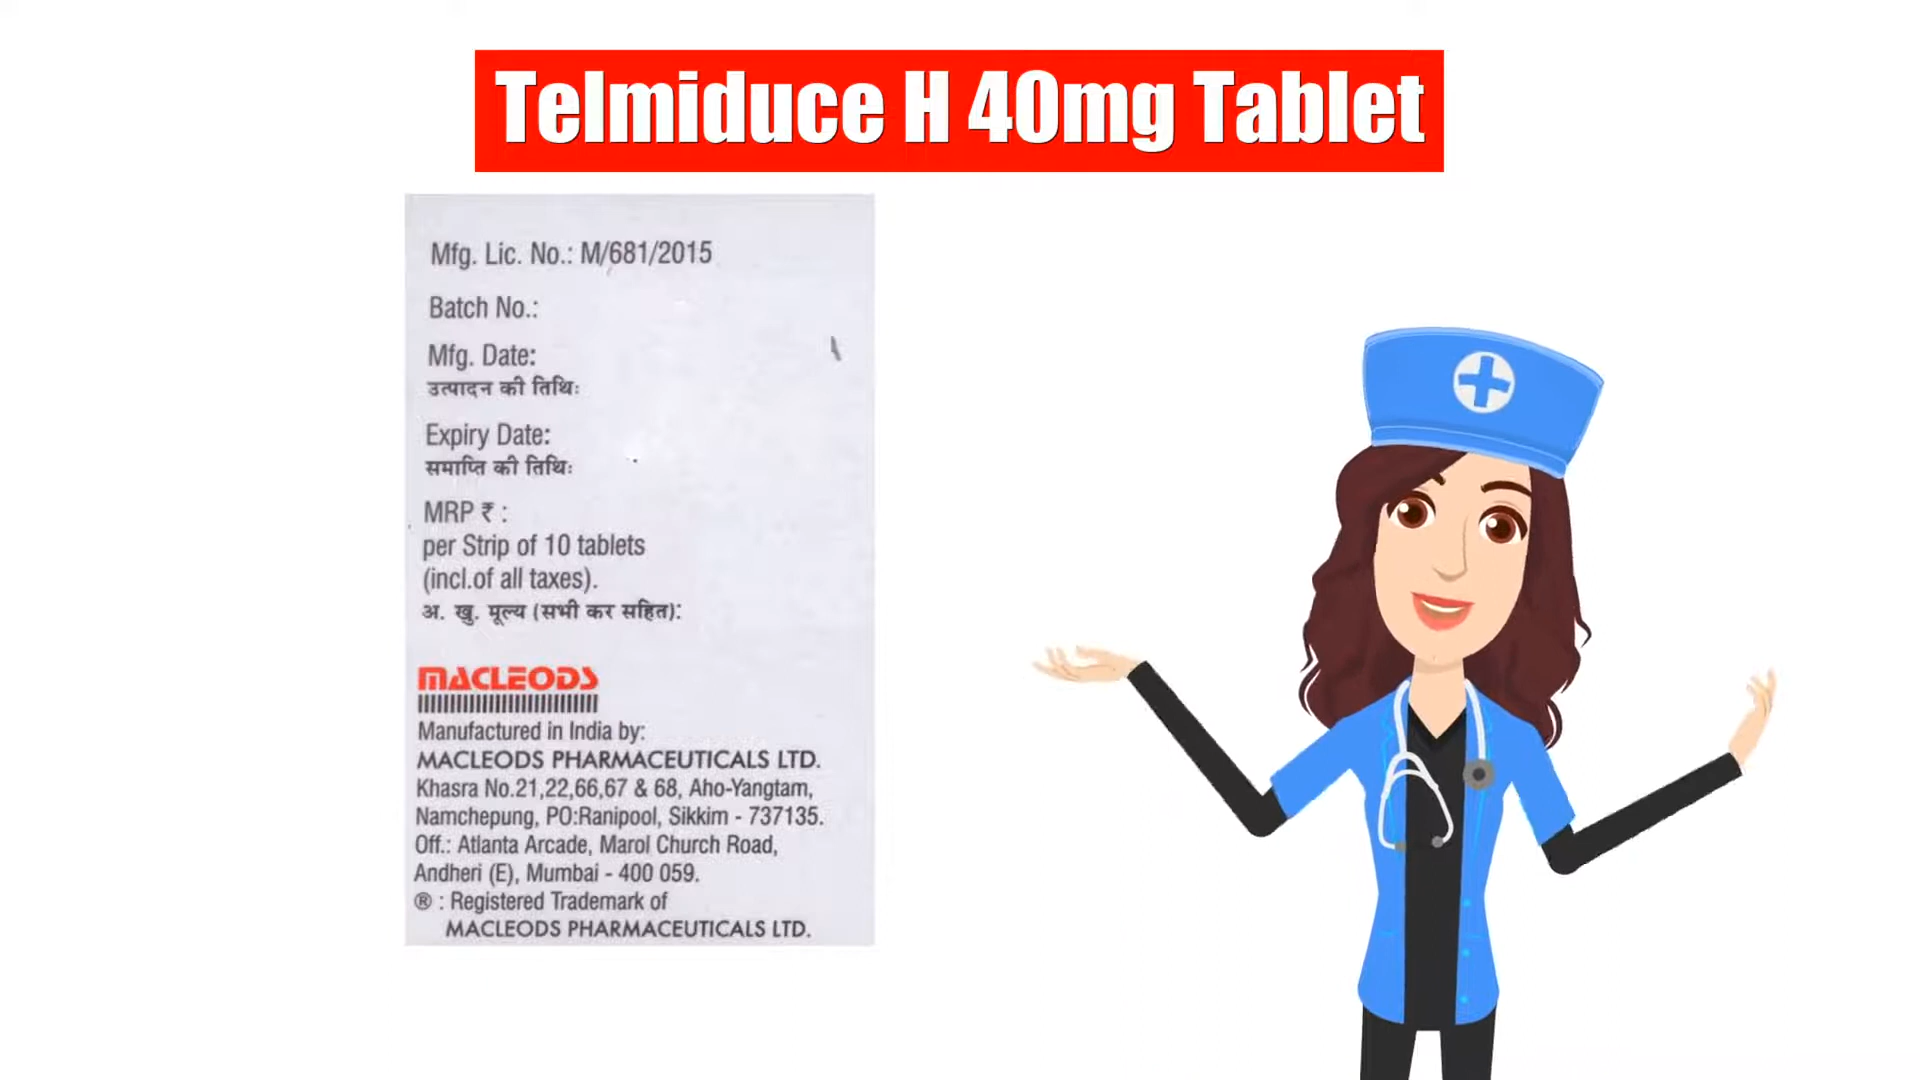 Telmiduce H 40mg Tablet
Mfg. Lic. No.: M/681/2015
Batch No.:
Mfg. Date:
उत्पादन की तिथि:
Expiry Date:
समाप्ति की तिथि:
MRP ₹ :
per Strip of 10 tablets
(incl.of all taxes).
अ. खु. मूल्य (सभी कर सहित):
MACLEODS
Manufactured in India by:
MACLEODS PHARMACEUTICALS LTD.
Khasra No.21,22,66,67 & 68, Aho-Yangtam,
Namchepung, PO:Ranipool, Sikkim - 737135.
Off.: Atlanta Arcade, Marol Church Road,
Andheri (E), Mumbai - 400 059.
® : Registered Trademark of
MACLEODS PHARMACEUTICALS LTD.